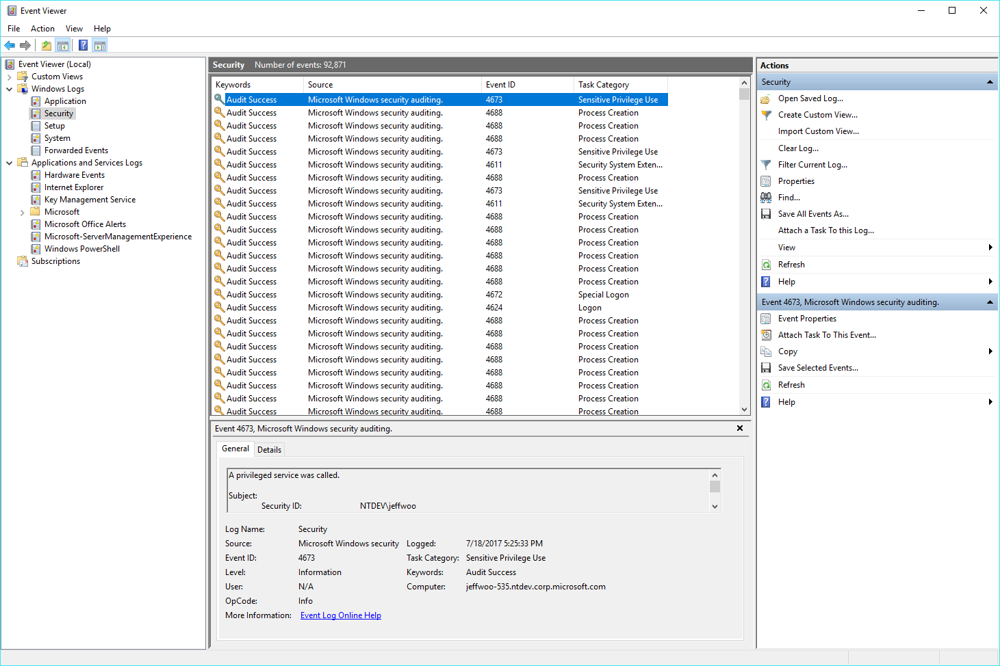 Event Viewer
File Action View Help
Event Viewer (Local)
Custom Views
Windows Logs
Application
Security
Setup
System
Forwarded Events
Applications and Services Logs
Hardware Events
Internet Explorer
Key Management Service
Microsoft
Microsoft Office Alerts
Microsoft-ServerManagementExperience
Windows PowerShell
Subscriptions
Security Number of events: 92,871
Keywords Source Event ID Task Category
Audit Success Microsoft Windows security auditing. 4673 Sensitive Privilege Use
Audit Success Microsoft Windows security auditing. 4688 Process Creation
Audit Success Microsoft Windows security auditing. 4688 Process Creation
Audit Success Microsoft Windows security auditing. 4688 Process Creation
Audit Success Microsoft Windows security auditing. 4673 Sensitive Privilege Use
Audit Success Microsoft Windows security auditing. 4611 Security System Exten...
Audit Success Microsoft Windows security auditing. 4688 Process Creation
Audit Success Microsoft Windows security auditing. 4673 Sensitive Privilege Use
Audit Success Microsoft Windows security auditing. 4611 Security System Exten...
Audit Success Microsoft Windows security auditing. 4688 Process Creation
Audit Success Microsoft Windows security auditing. 4688 Process Creation
Audit Success Microsoft Windows security auditing. 4688 Process Creation
Audit Success Microsoft Windows security auditing. 4688 Process Creation
Audit Success Microsoft Windows security auditing. 4688 Process Creation
Audit Success Microsoft Windows security auditing. 4688 Process Creation
Audit Success Microsoft Windows security auditing. 4672 Special Logon
Audit Success Microsoft Windows security auditing. 4624 Logon
Audit Success Microsoft Windows security auditing. 4688 Process Creation
Audit Success Microsoft Windows security auditing. 4688 Process Creation
Audit Success Microsoft Windows security auditing. 4688 Process Creation
Audit Success Microsoft Windows security auditing. 4688 Process Creation
Audit Success Microsoft Windows security auditing. 4688 Process Creation
Audit Success Microsoft Windows security auditing. 4688 Process Creation
Audit Success Microsoft Windows security auditing. 4688 Process Creation
Audit Success Microsoft Windows security auditing. 4688 Process Creation
Event 4673, Microsoft Windows security auditing.
General Details
A privileged service was called.
Subject:
Security ID: NTDEV\jeffwoo
Log Name: Security
Source: Microsoft Windows security Logged: 7/18/2017 5:25:33 PM
Event ID: 4673 Task Category: Sensitive Privilege Use
Level: Information Keywords: Audit Success
User: N/A Computer: jeffwoo-535.ntdev.corp.microsoft.com
OpCode: Info
More Information: Event Log Online Help
Actions
Security
Open Saved Log...
Create Custom View...
Import Custom View...
Clear Log...
Filter Current Log...
Properties
Find...
Save All Events As...
Attach a Task To this Log...
View
Refresh
Help
Event 4673, Microsoft Windows security auditing.
Event Properties
Attach Task To This Event...
Copy
Save Selected Events...
Refresh
Help